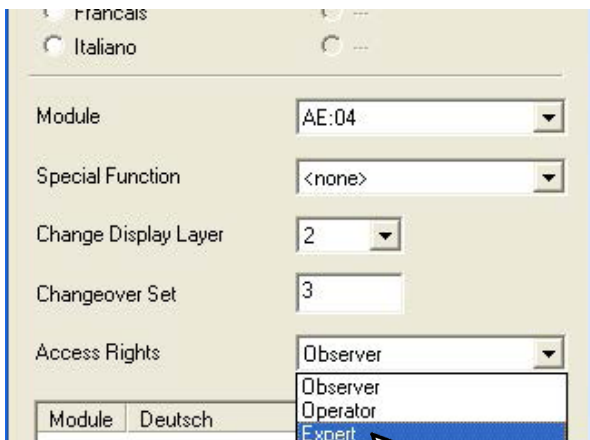 Francais ---
Italiano ---
Module AE:04
Special Function <none>
Change Display Layer 2
Changeover Set 3
Access Rights Observer
Observer
Operator
Module Deutsch
Expert